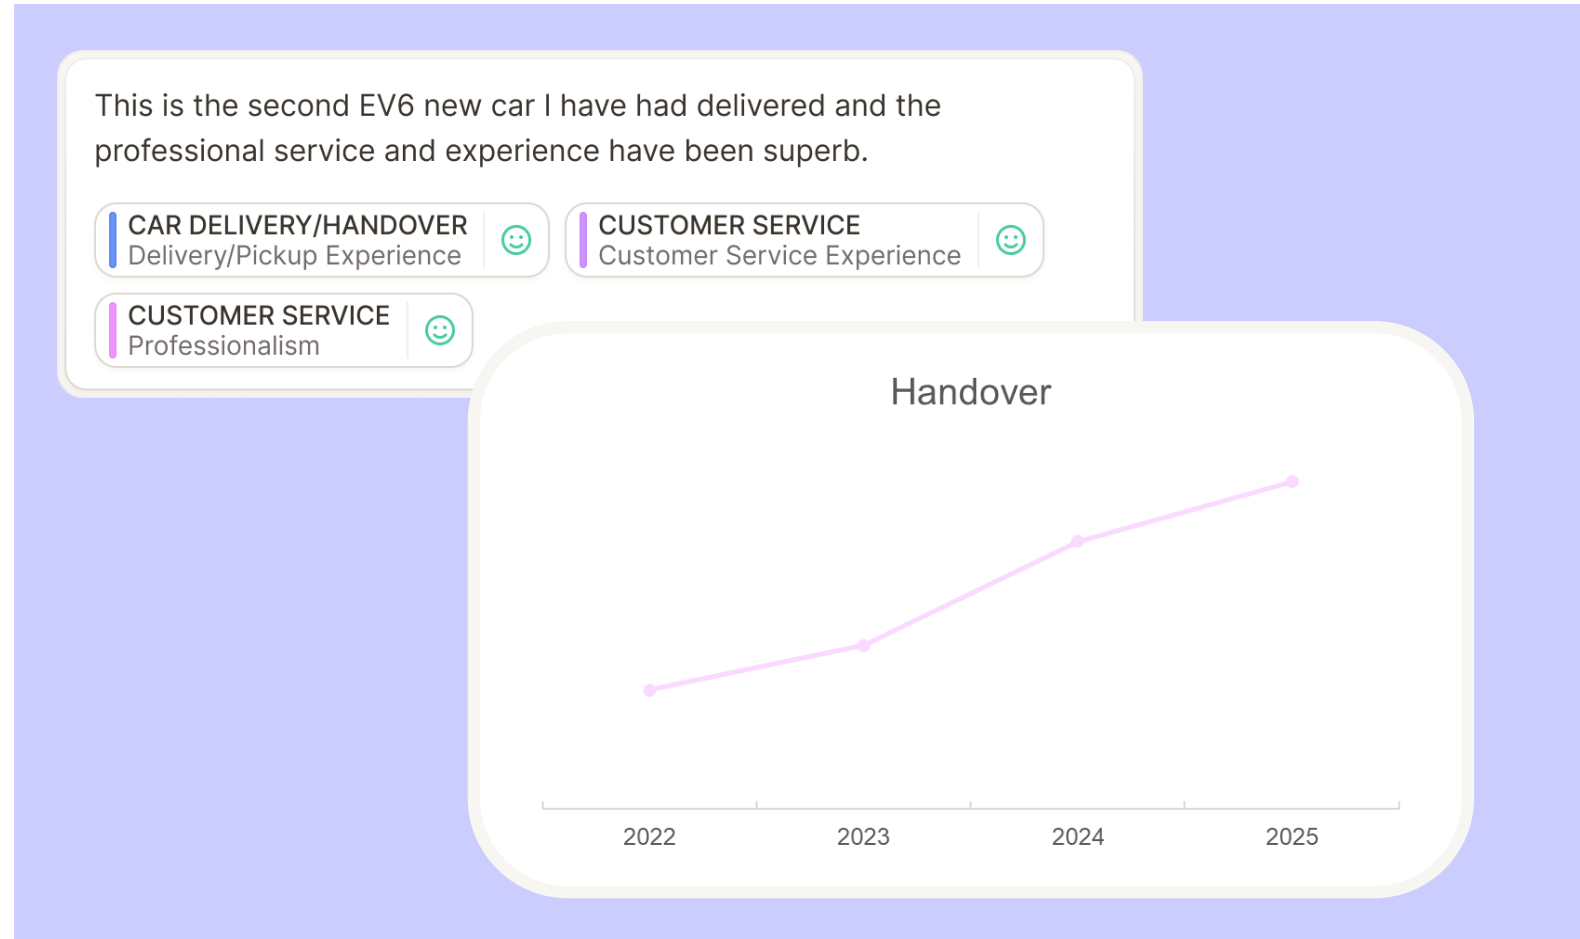 This is the second EV6 new car I have had delivered and the
professional service and experience have been superb.
CAR DELIVERY/HANDOVER
Delivery/Pickup Experience
CUSTOMER SERVICE
Customer Service Experience
CUSTOMER SERVICE
Professionalism
Handover
2022 2023 2024 2025